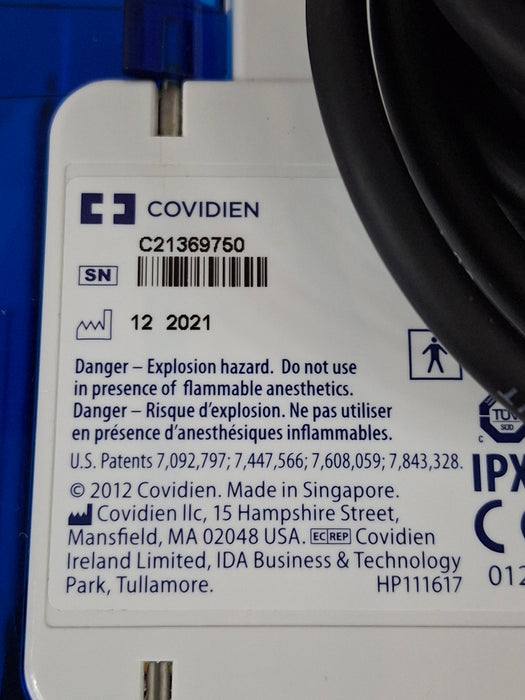 COVIDIEN
C21369750
SN
12 2021
Danger – Explosion hazard. Do not use
in presence of flammable anesthetics.
Danger – Risque d'explosion. Ne pas utiliser
en présence d'anesthésiques inflammables.
U.S. Patents 7,092,797; 7,447,566; 7,608,059; 7,843,328.
© 2012 Covidien. Made in Singapore.
Covidien llc, 15 Hampshire Street,
Mansfield, MA 02048 USA. EC REP Covidien
Ireland Limited, IDA Business & Technology
Park, Tullamore.
HP111617
TÜV
SÜD
C
IPX
012